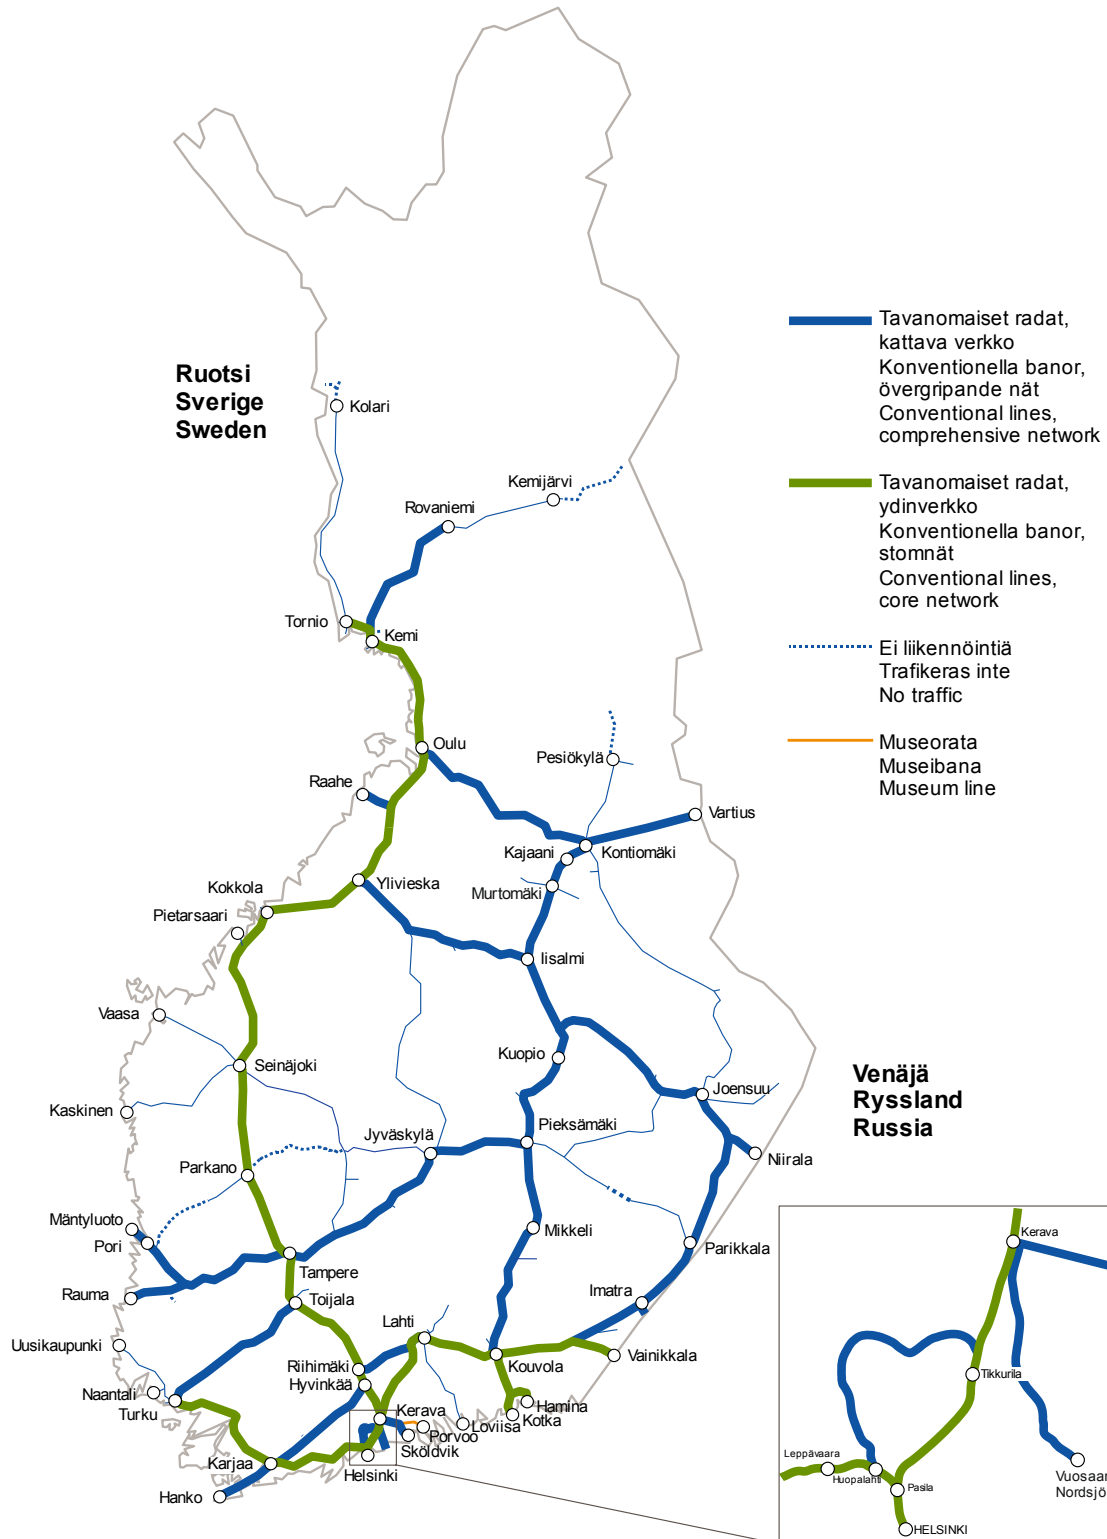 Ruotsi
Sverige
Sweden
Tavanomaiset radat,
kattava verkko
Konventionella banor,
övergripande nät
Conventional lines,
comprehensive network
Tavanomaiset radat,
ydinverkko
Konventionella banor,
stomnät
Conventional lines,
core network
Ei liikennöintiä
Trafikeras inte
No traffic
Museorata
Museibana
Museum line
Kolari
Kemijärvi
Rovaniemi
Tornio
Kemi
Oulu
Pesiökylä
Raahe
Vartius
Kontiomäki
Kajaani
Ylivieska
Murtomäki
Kokkola
Pietarsaari
Iisalmi
Vaasa
Kuopio
Seinäjoki
Joensuu
Venäjä
Ryssland
Russia
Kaskinen
Jyväskylä
Pieksämäki
Niirala
Parkano
Mäntyluoto
Pori
Mikkeli
Parikkala
Tampere
Rauma
Toijala
Imatra
Lahti
Uusikaupunki
Riihimäki
Kouvola
Vainikkala
Hyvinkää
Naantali
Turku
Hamina
Kotka
Kerava
Porvoo
Loviisa
Sköldvik
Karjaa
Helsinki
Hanko
Kerava
Tikkurila
Leppävaara
Huopalahti
Pasila
Vuosaari
Nordsjö
HELSINKI